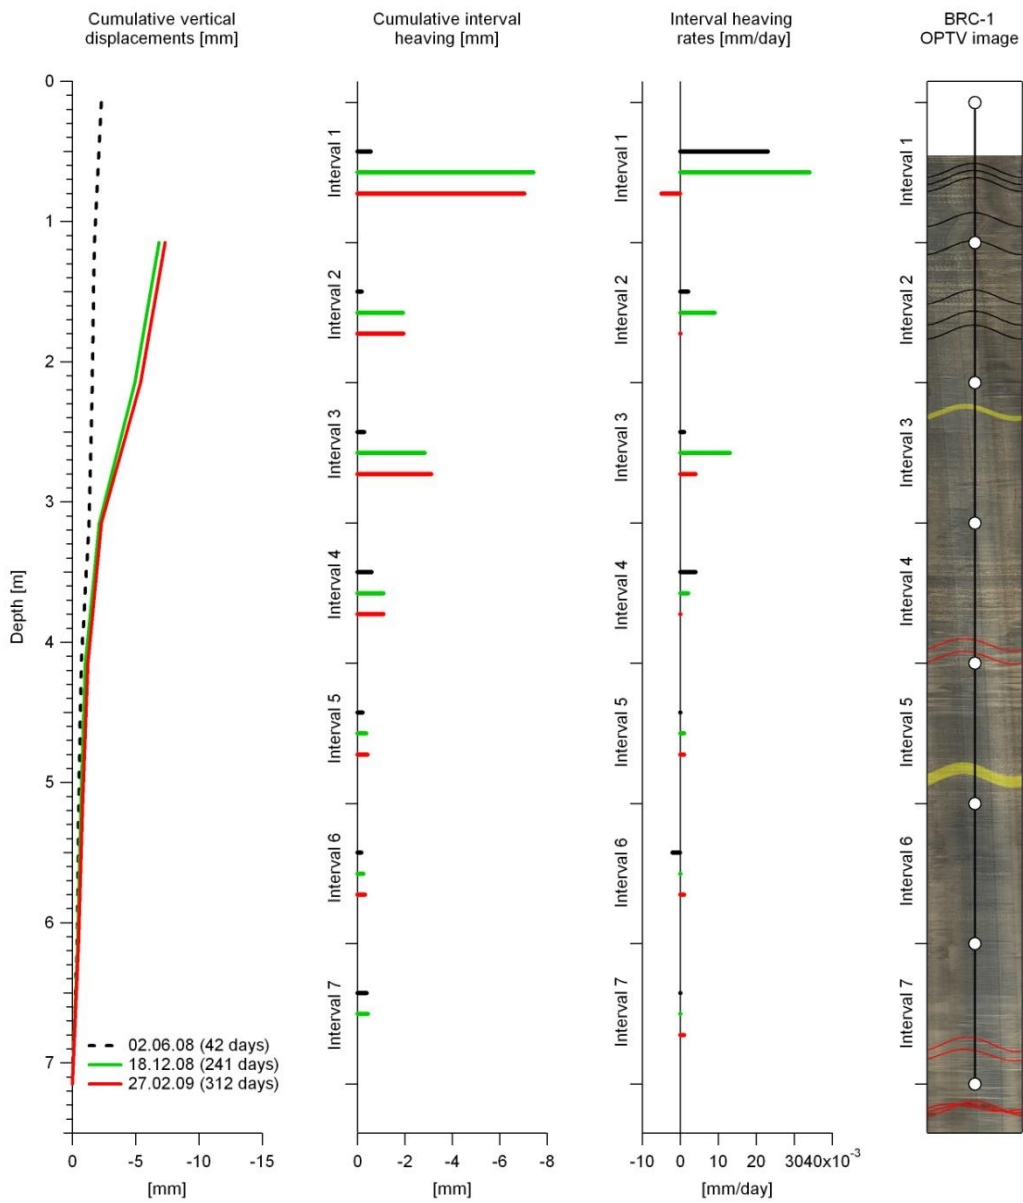 Cumulative vertical
displacements [mm]
Cumulative interval
heaving [mm]
Interval heaving
rates [mm/day]
BRC-1
OPTV image
0
1
2
3
4
5
6
7
Depth [m]
02.06.08 (42 days)
18.12.08 (241 days)
27.02.09 (312 days)
0 -5 -10 -15
[mm]
Interval 1
Interval 2
Interval 3
Interval 4
Interval 5
Interval 6
Interval 7
0 -2 -4 -6 -8
[mm]
Interval 1
Interval 2
Interval 3
Interval 4
Interval 5
Interval 6
Interval 7
-10 0 10 20 3040x10-3
[mm/day]
Interval 1
Interval 2
Interval 3
Interval 4
Interval 5
Interval 6
Interval 7